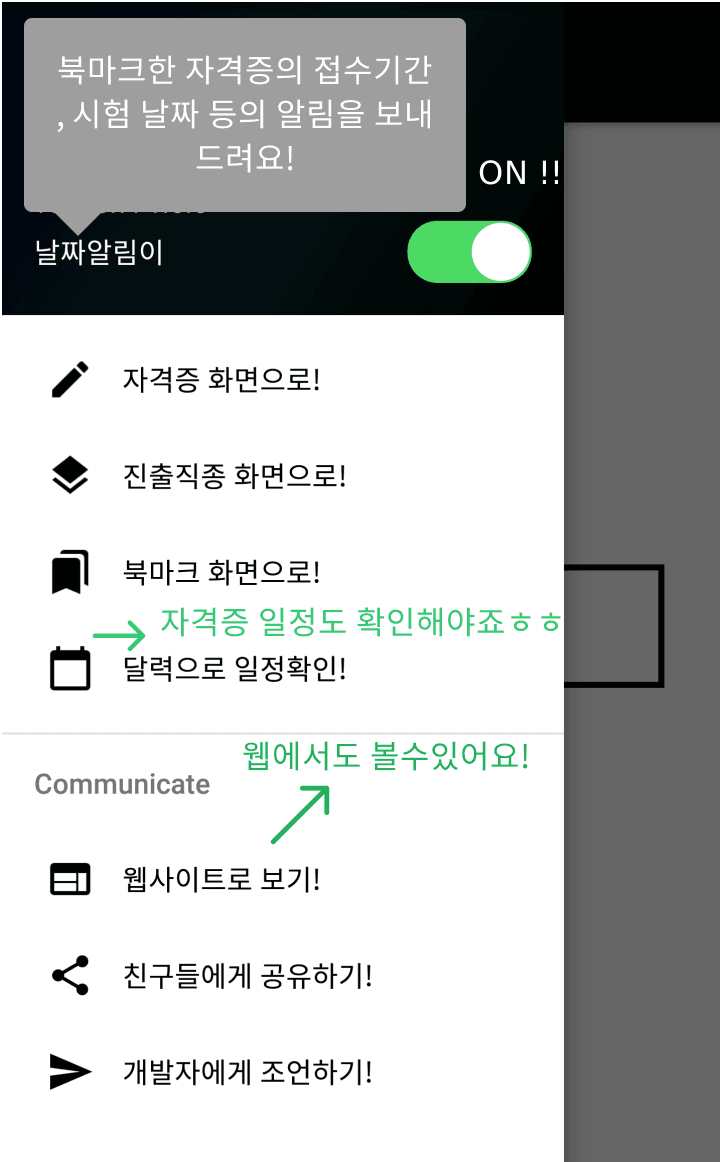 북마크한 자격증의 접수기간
, 시험 날짜 등의 알림을 보내
드려요!
ON !!
날짜알림이
자격증 화면으로!
진출직종 화면으로!
북마크 화면으로!
자격증 일정도 확인해야죠ㅎㅎ
달력으로 일정확인!
웹에서도 볼수있어요!
Communicate
웹사이트로 보기!
친구들에게 공유하기!
개발자에게 조언하기!